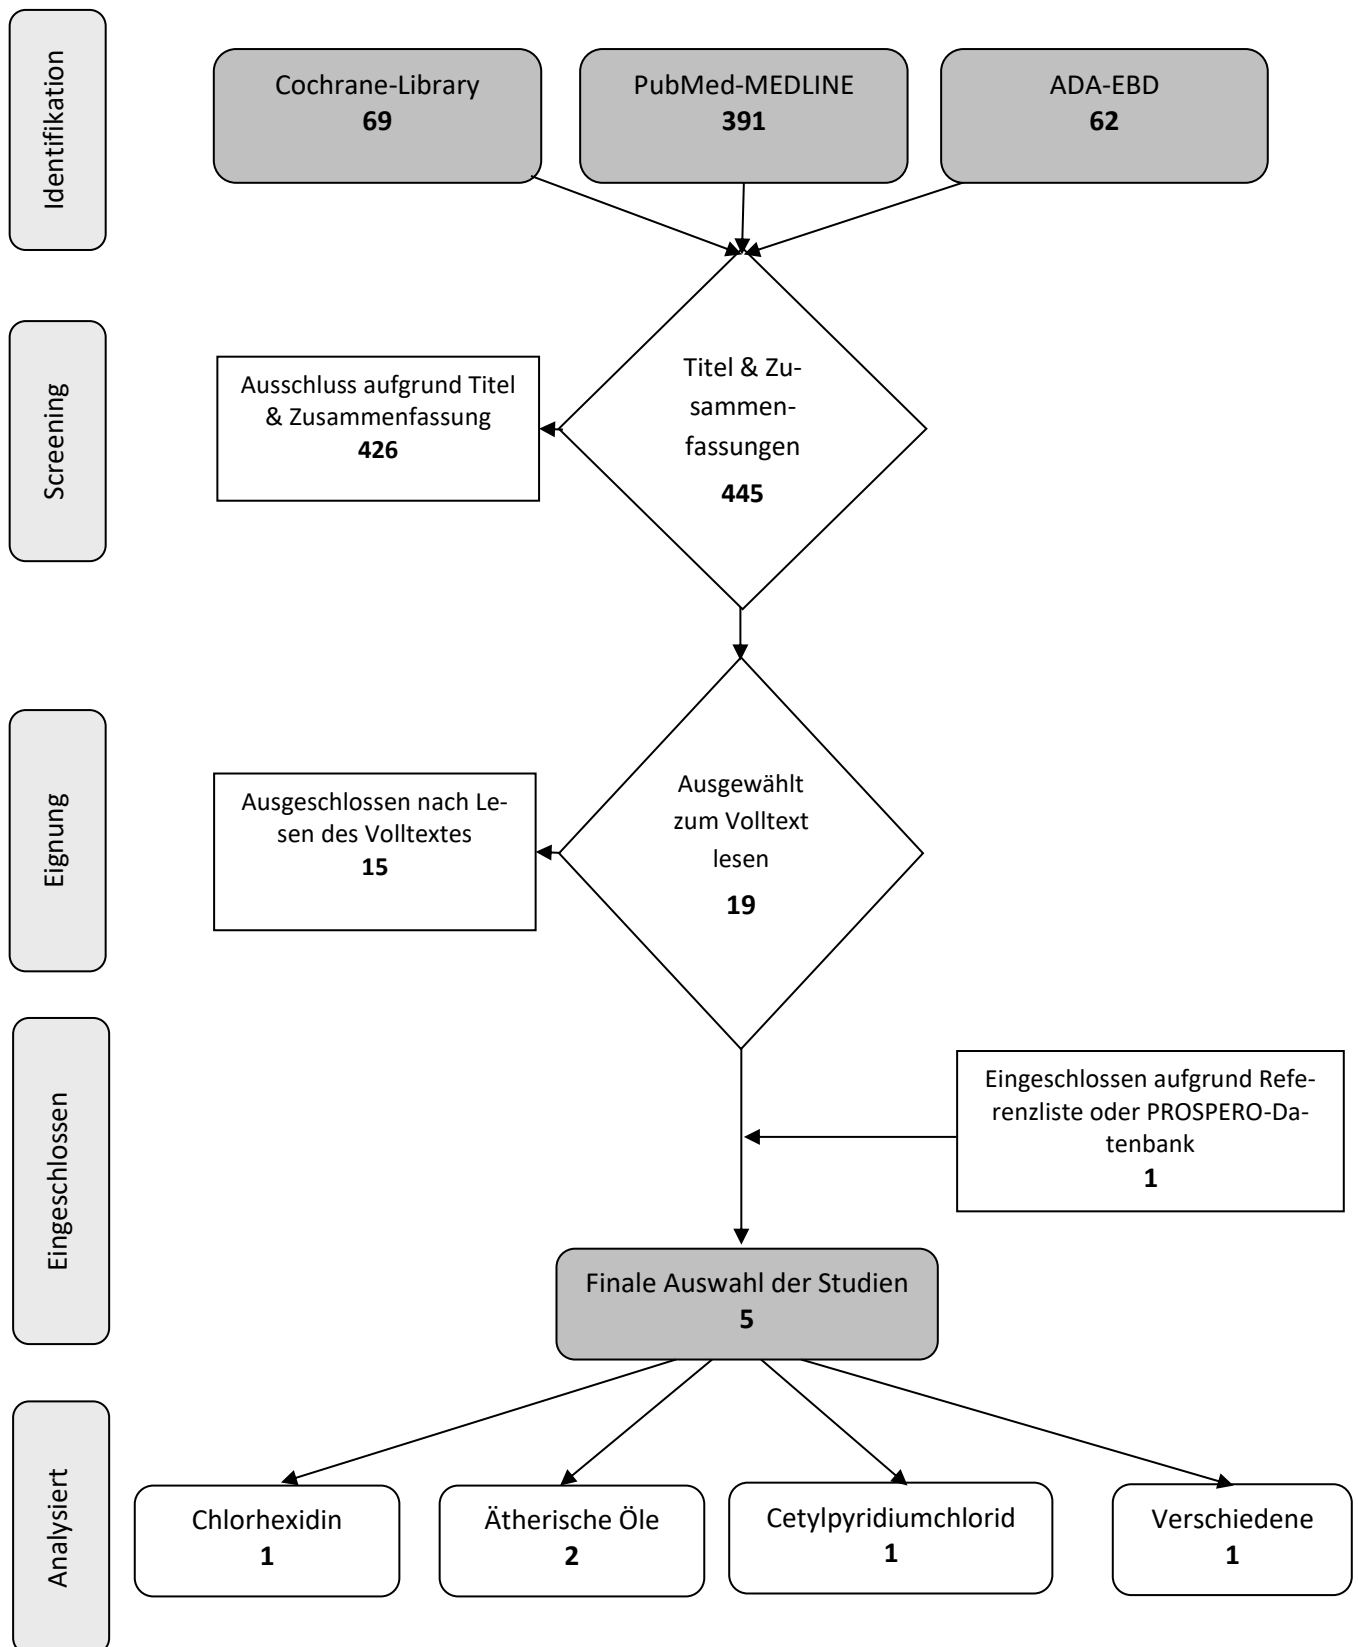 Identifikation
Cochrane-Library
69
PubMed-MEDLINE
391
ADA-EBD
62
Screening
Ausschluss aufgrund Titel
& Zusammenfassung
426
Titel & Zu-
sammen-
fassungen
445
Eignung
Ausgeschlossen nach Le-
sen des Volltextes
15
Ausgewählt
zum Volltext
lesen
19
Eingeschlossen
Eingeschlossen aufgrund Refe-
renzliste oder PROSPERO-Da-
tenbank
1
Finale Auswahl der Studien
5
Analysiert
Chlorhexidin
1
Ätherische Öle
2
Cetylpyridiumchlorid
1
Verschiedene
1